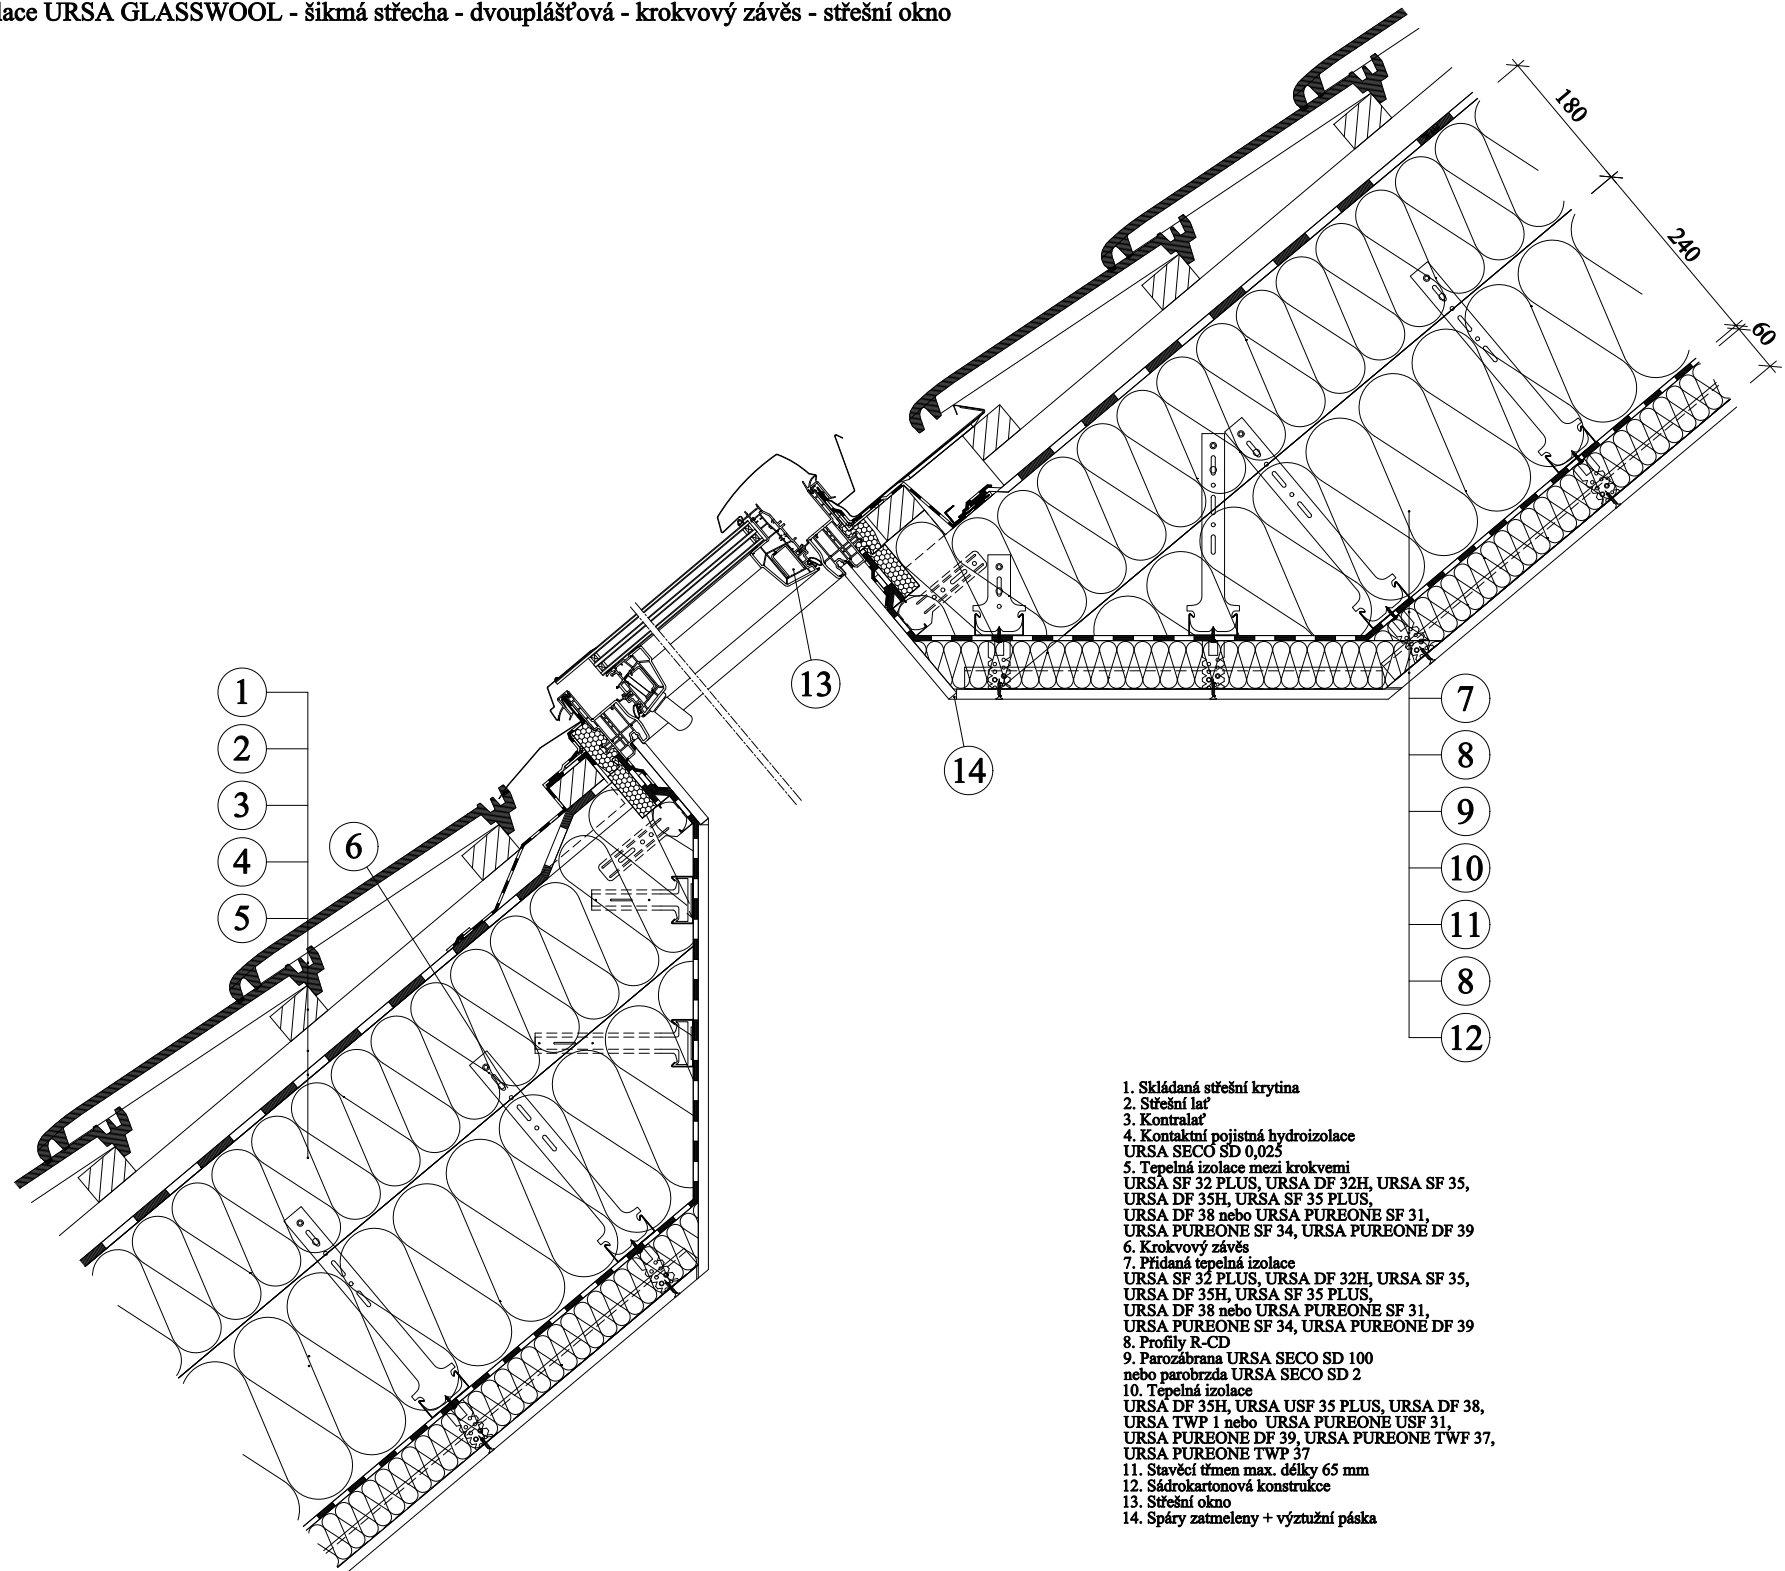 lace URSA GLASSWOOL - šikmá střecha - dvouplášťová - krokvový závěs - střešní okno
180
240
60
13
14
1
2
3
4
5
6
7
8
9
10
11
8
12
1. Skládaná střešní krytina
2. Střešní lať
3. Kontralať
4. Kontaktní pojistná hydroizolace
URSA SECO SD 0,025
5. Tepelná izolace mezi krokvemi
URSA SF 32 PLUS, URSA DF 32H, URSA SF 35,
URSA DF 35H, URSA SF 35 PLUS,
URSA DF 38 nebo URSA PUREONE SF 31,
URSA PUREONE SF 34, URSA PUREONE DF 39
6. Krokvový závěs
7. Přidaná tepelná izolace
URSA SF 32 PLUS, URSA DF 32H, URSA SF 35,
URSA DF 35H, URSA SF 35 PLUS,
URSA DF 38 nebo URSA PUREONE SF 31,
URSA PUREONE SF 34, URSA PUREONE DF 39
8. Profily R-CD
9. Parozábrana URSA SECO SD 100
nebo parobrzda URSA SECO SD 2
10. Tepelná izolace
URSA DF 35H, URSA USF 35 PLUS, URSA DF 38,
URSA TWP 1 nebo URSA PUREONE USF 31,
URSA PUREONE DF 39, URSA PUREONE TWF 37,
URSA PUREONE TWP 37
11. Stavěcí třmen max. délky 65 mm
12. Sádrokartonová konstrukce
13. Střešní okno
14. Spáry zatmeleny + výztužní páska